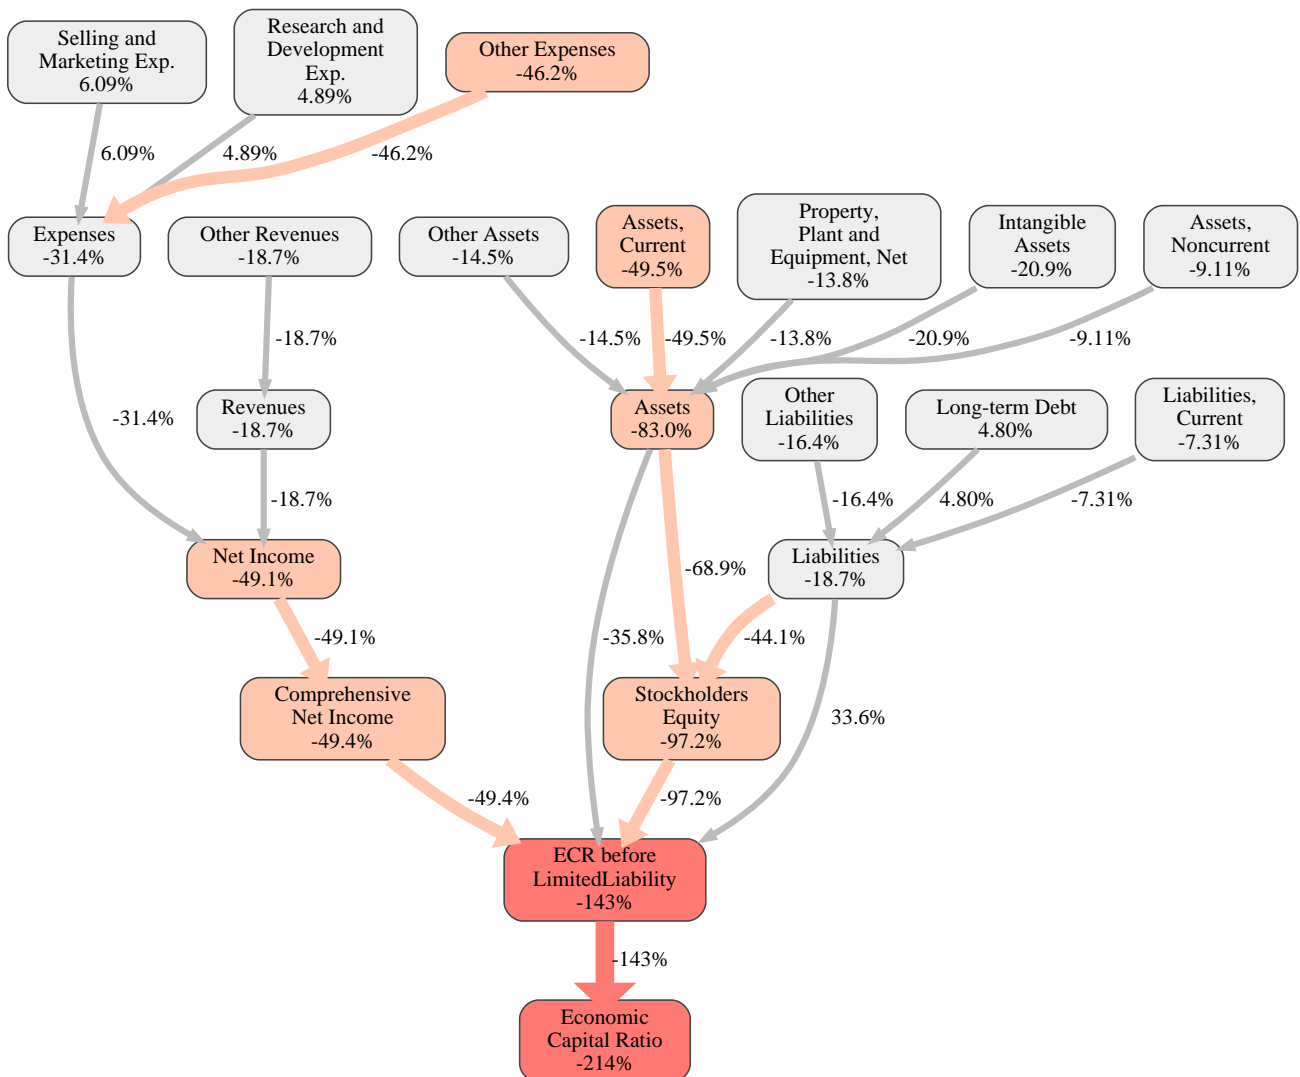 Selling and
Marketing Exp.
6.09%
Research and
Development
Exp.
4.89%
Other Expenses
-46.2%
6.09%
4.89%
-46.2%
Expenses
-31.4%
Other Revenues
-18.7%
Other Assets
-14.5%
Assets,
Current
-49.5%
Property,
Plant and
Equipment, Net
-13.8%
Intangible
Assets
-20.9%
Assets,
Noncurrent
-9.11%
-18.7%
-14.5%
-49.5%
-13.8%
-20.9%
-9.11%
-31.4%
Revenues
-18.7%
Assets
-83.0%
Other
Liabilities
-16.4%
Long-term Debt
4.80%
Liabilities,
Current
-7.31%
-18.7%
-16.4%
4.80%
-7.31%
Net Income
-49.1%
Liabilities
-18.7%
-68.9%
-49.1%
-35.8%
-44.1%
Comprehensive
Net Income
-49.4%
Stockholders
Equity
-97.2%
33.6%
-49.4%
-97.2%
ECR before
LimitedLiability
-143%
-143%
Economic
Capital Ratio
-214%